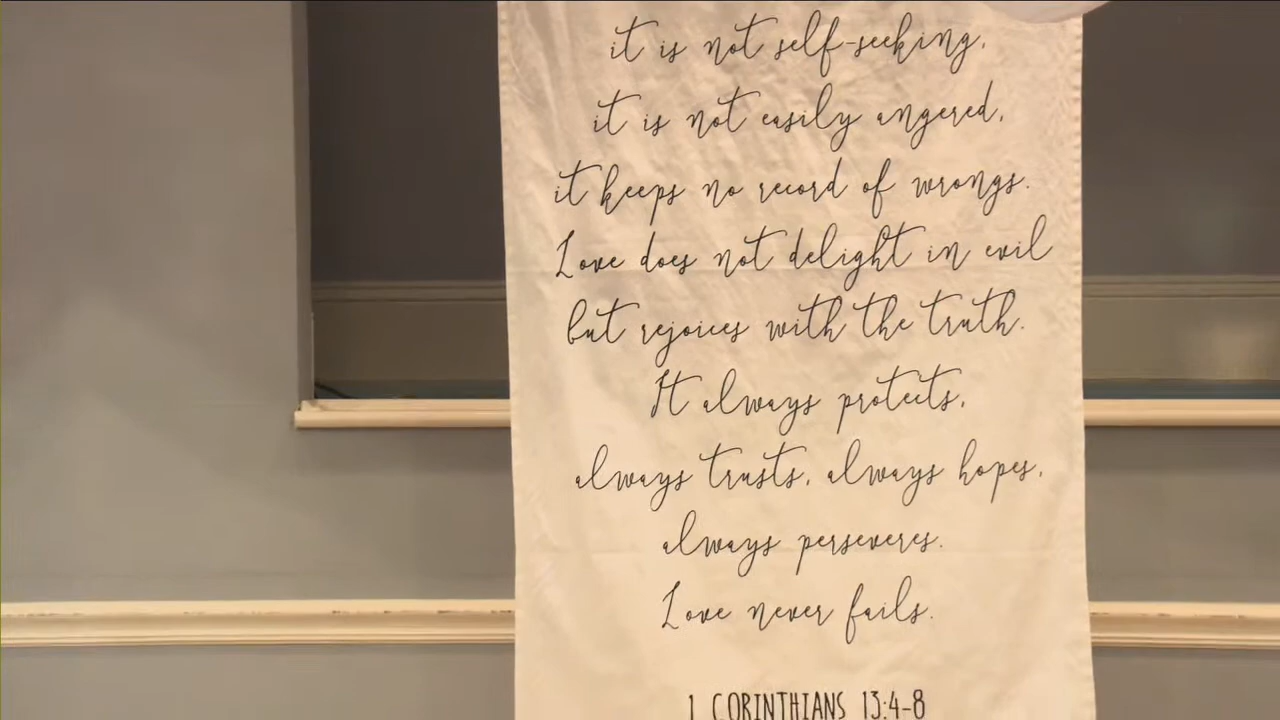 it is not self-seeking,
it is not easily angered,
it keeps no record of wrongs.
Love does not delight in evil
but rejoices with the truth.
It always protects,
always trusts, always hopes,
always perseveres.
Love never fails.
1 CORINTHIANS 13:4-8